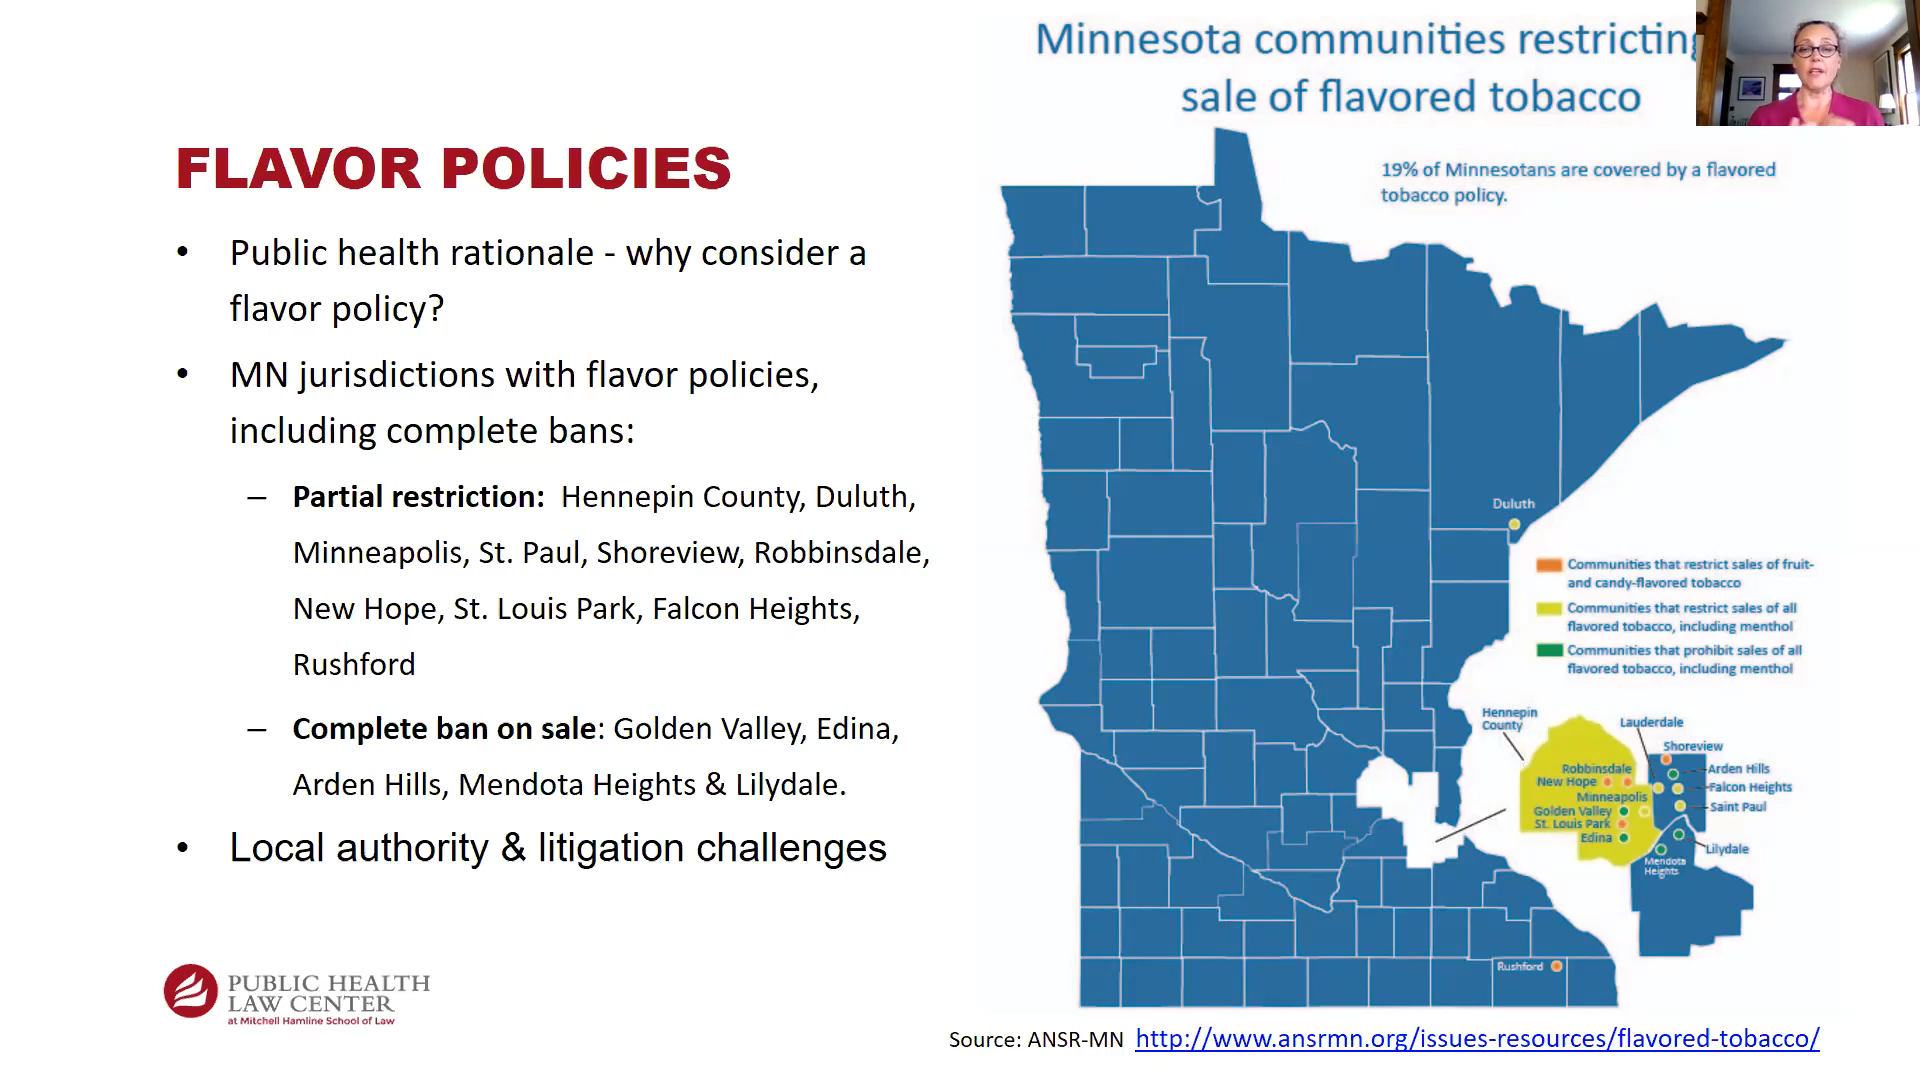 FLAVOR POLICIES
• Public health rationale - why consider a
flavor policy?
• MN jurisdictions with flavor policies,
including complete bans:
– Partial restriction: Hennepin County, Duluth,
Minneapolis, St. Paul, Shoreview, Robbinsdale,
New Hope, St. Louis Park, Falcon Heights,
Rushford
– Complete ban on sale: Golden Valley, Edina,
Arden Hills, Mendota Heights & Lilydale.
• Local authority & litigation challenges
PUBLIC HEALTH
LAW CENTER
at Mitchell Hamline School of Law
Minnesota communities restricting
sale of flavored tobacco
19% of Minnesotans are covered by a flavored
tobacco policy.
Duluth
Communities that restrict sales of fruit-
and candy-flavored tobacco
Communities that restrict sales of all
flavored tobacco, including menthol
Communities that prohibit sales of all
flavored tobacco, including menthol
Hennepin
County
Lauderdale
Shoreview
Robbinsdale
Arden Hills
New Hope
Falcon Heights
Minneapolis
Saint Paul
Golden Valley
St. Louis Park
Edina
Lilydale
Mendota
Heights
Rushford
Source: ANSR-MN http://www.ansrmn.org/issues-resources/flavored-tobacco/